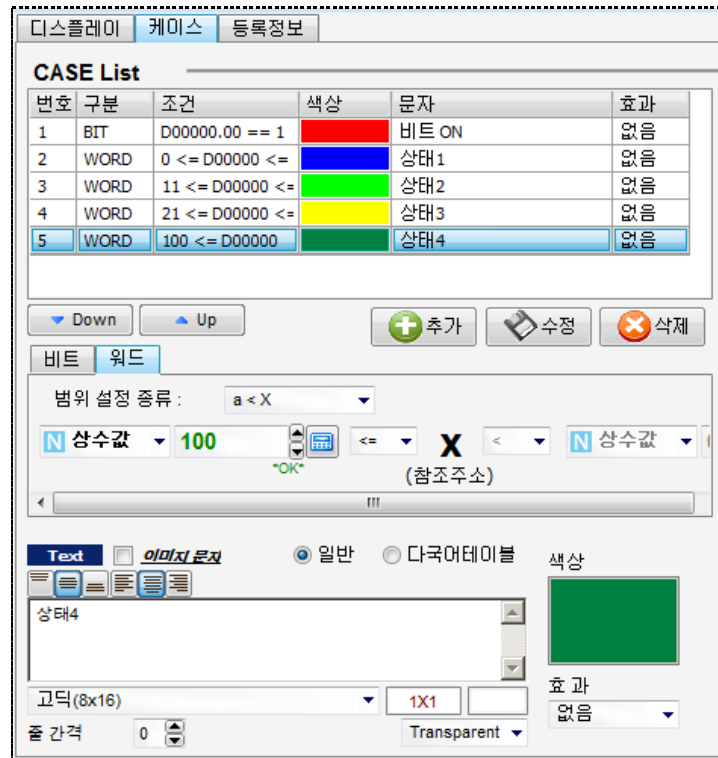 디스플레이 케이스 등록정보
CASE List
번호 구분 조건 색상 문자 효과
1 BIT D00000.00 == 1 비트 ON 없음
2 WORD 0 <= D00000 <= 상태1 없음
3 WORD 11 <= D00000 <= 상태2 없음
4 WORD 21 <= D00000 <= 상태3 없음
5 WORD 100 <= D00000 상태4 없음
Down Up 추가 수정 삭제
비트 워드
범위 설정 종류 : a < X
N 상수값 100 <= X < N 상수값
*OK* (참조주소)
Text 이미지 문자 일반 다국어테이블 색상
상태4
효 과
고딕(8x16) 1X1 없음
줄 간격 0 Transparent